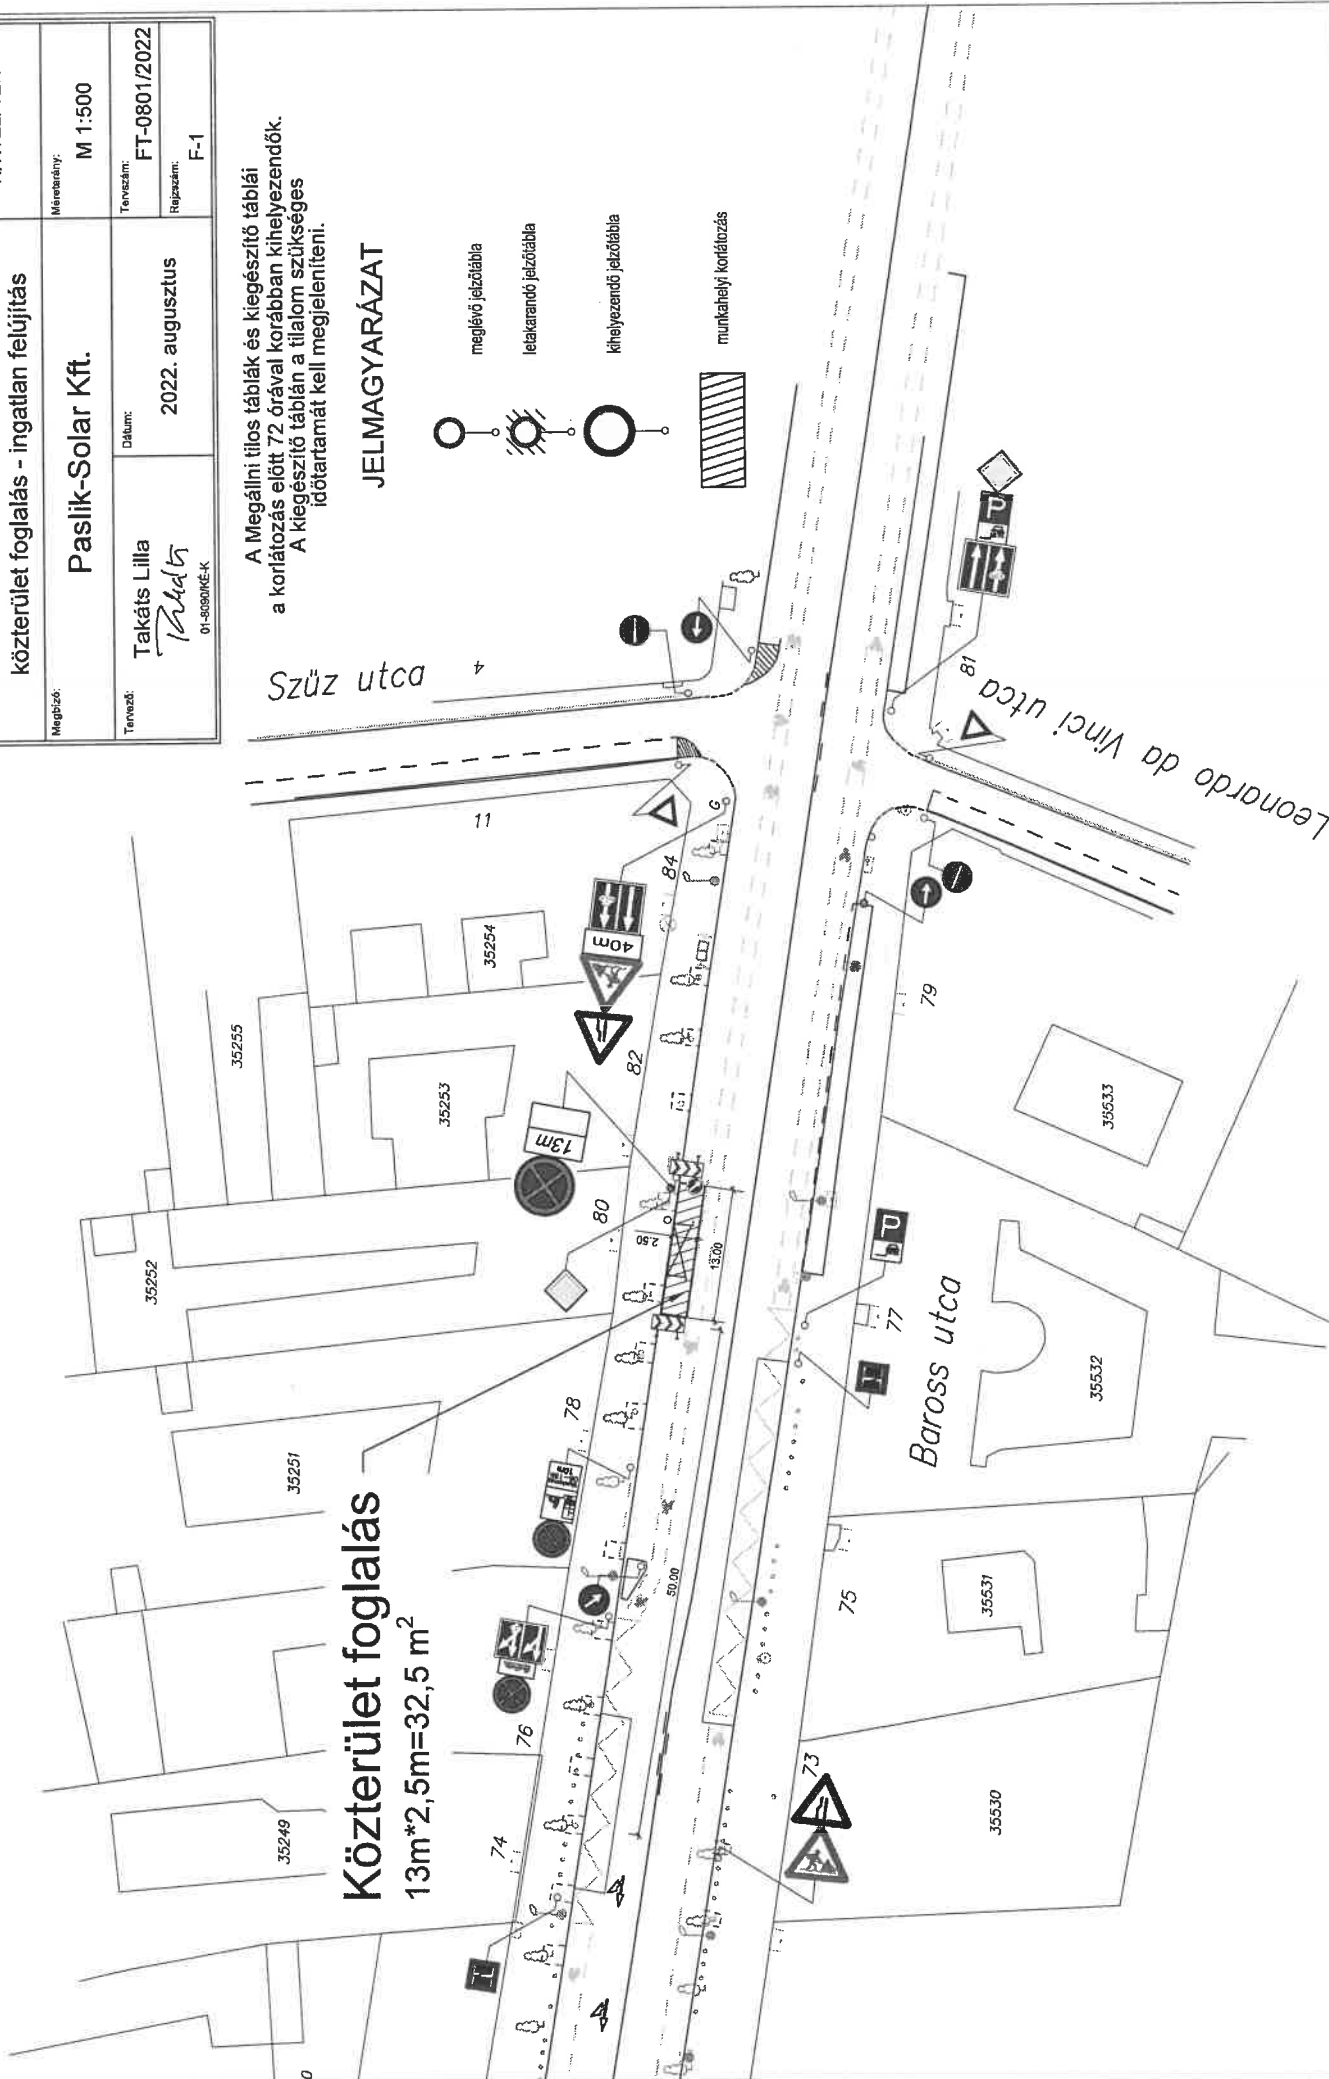 közterület foglalás - ingatlan felújítás
Megbízó:
Paslik-Solar Kft.
Méretarány:
M 1:500
Tervező:
Takáts Lilla
01-8090/KÉ-K
Dátum:
2022. augusztus
Tervszám:
FT-0801/2022
Rajzszám:
F-1
A Megállni tilos táblák és kiegészítő táblái
a korlátozás előtt 72 órával korábban kihelyezendők.
A kiegészítő táblán a tilalom szükséges
időtartamát kell megjeleníteni.
JELMAGYARÁZAT
meglévő jelzőtábla
letakarandó jelzőtábla
kihelyezendő jelzőtábla
munkahelyi korlátozás
Szűz utca
4
11
Leonardo da Vinci utca
81
P
84
G
40m
35254
35255
35253
82
13m
80
2.50
13.00
79
35533
35252
P
77
Baross utca
35532
78
10m
35251
Közterület foglalás
13m*2,5m=32,5 m²
50.00
75
35531
76
35249
74
73
35530